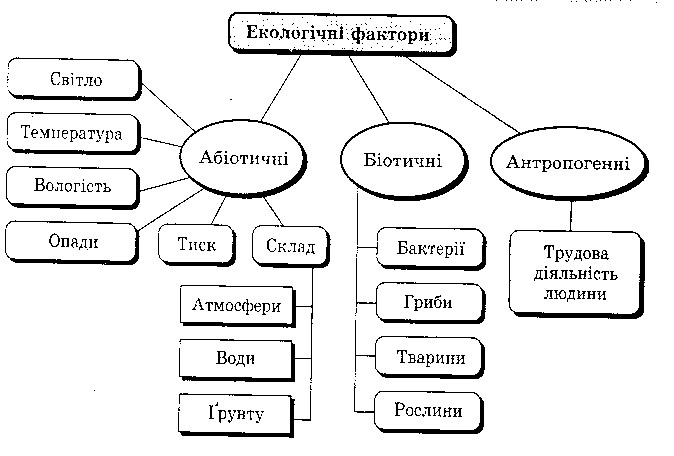 Екологічні фактори
Світло
Температура
Вологість
Опади
Абіотичні
Біотичні
Антропогенні
Тиск
Склад
Атмосфери
Води
Ґрунту
Бактерії
Гриби
Тварини
Рослини
Трудова
діяльність
людини